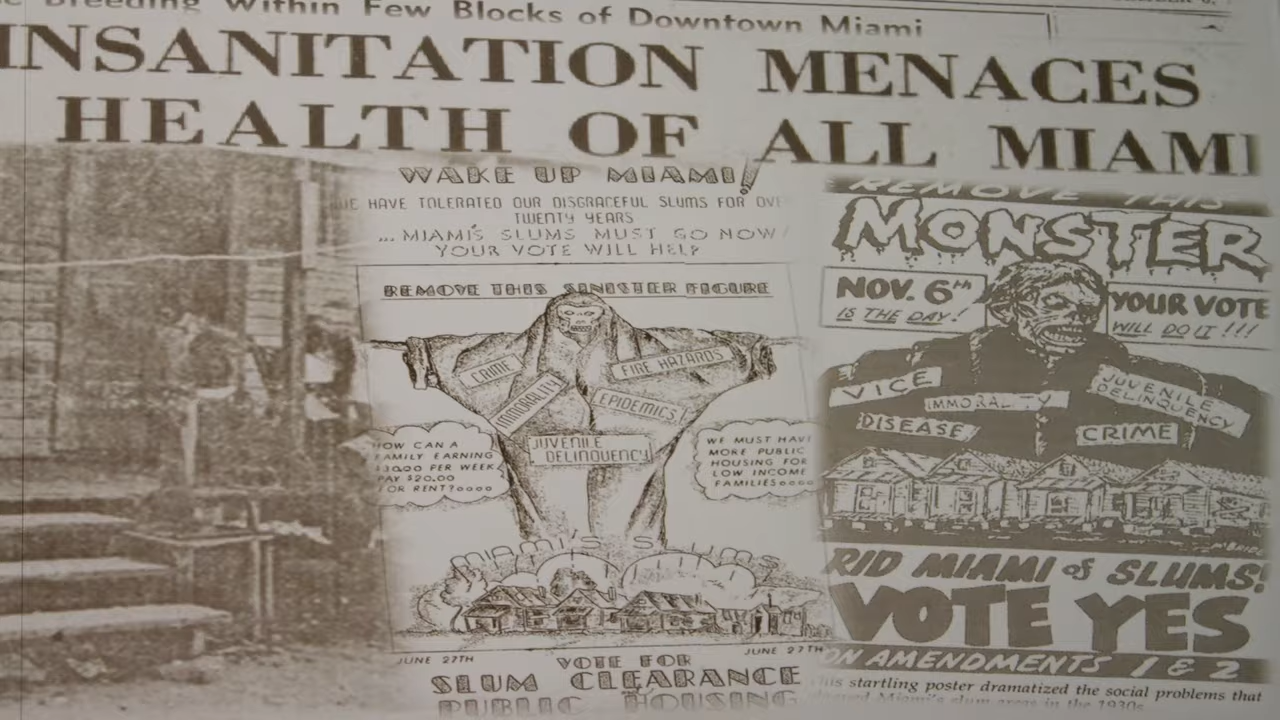 Breeding Within Few Blocks of Downtown Miami
INSANITATION MENACES
HEALTH OF ALL MIAMI
WAKE UP MIAMI!
WE HAVE TOLERATED OUR DISGRACEFUL SLUMS FOR OVE
TWENTY YEARS
... MIAMI'S SLUMS MUST GO NOW!
YOUR VOTE WILL HELP
REMOVE THIS SINISTER FIGURE
CRIME
FIRE HAZARDS
IMMORALITY
EPIDEMICS
JUVENILE
DELINQUENCY
HOW CAN A
FAMILY EARNING
$30.00 PER WEEK
PAY $20.00
FOR RENT?
WE MUST HAVE
MORE PUBLIC
HOUSING FOR
LOW INCOME
FAMILIES
MIAMI'S SLUMS
JUNE 27TH
JUNE 27TH
VOTE FOR
SLUM CLEARANCE
PUBLIC HOUSING
REMOVE THIS
MONSTER
NOV. 6TH
IS THE DAY!
YOUR VOTE
WILL DO IT!!!
VICE
IMMORALITY
JUVENILE
DELINQUENCY
DISEASE
CRIME
RID MIAMI of SLUMS!
VOTE YES
ON AMENDMENTS 1 & 2
This startling poster dramatized the social problems that
Miami's slum areas in the 1930s